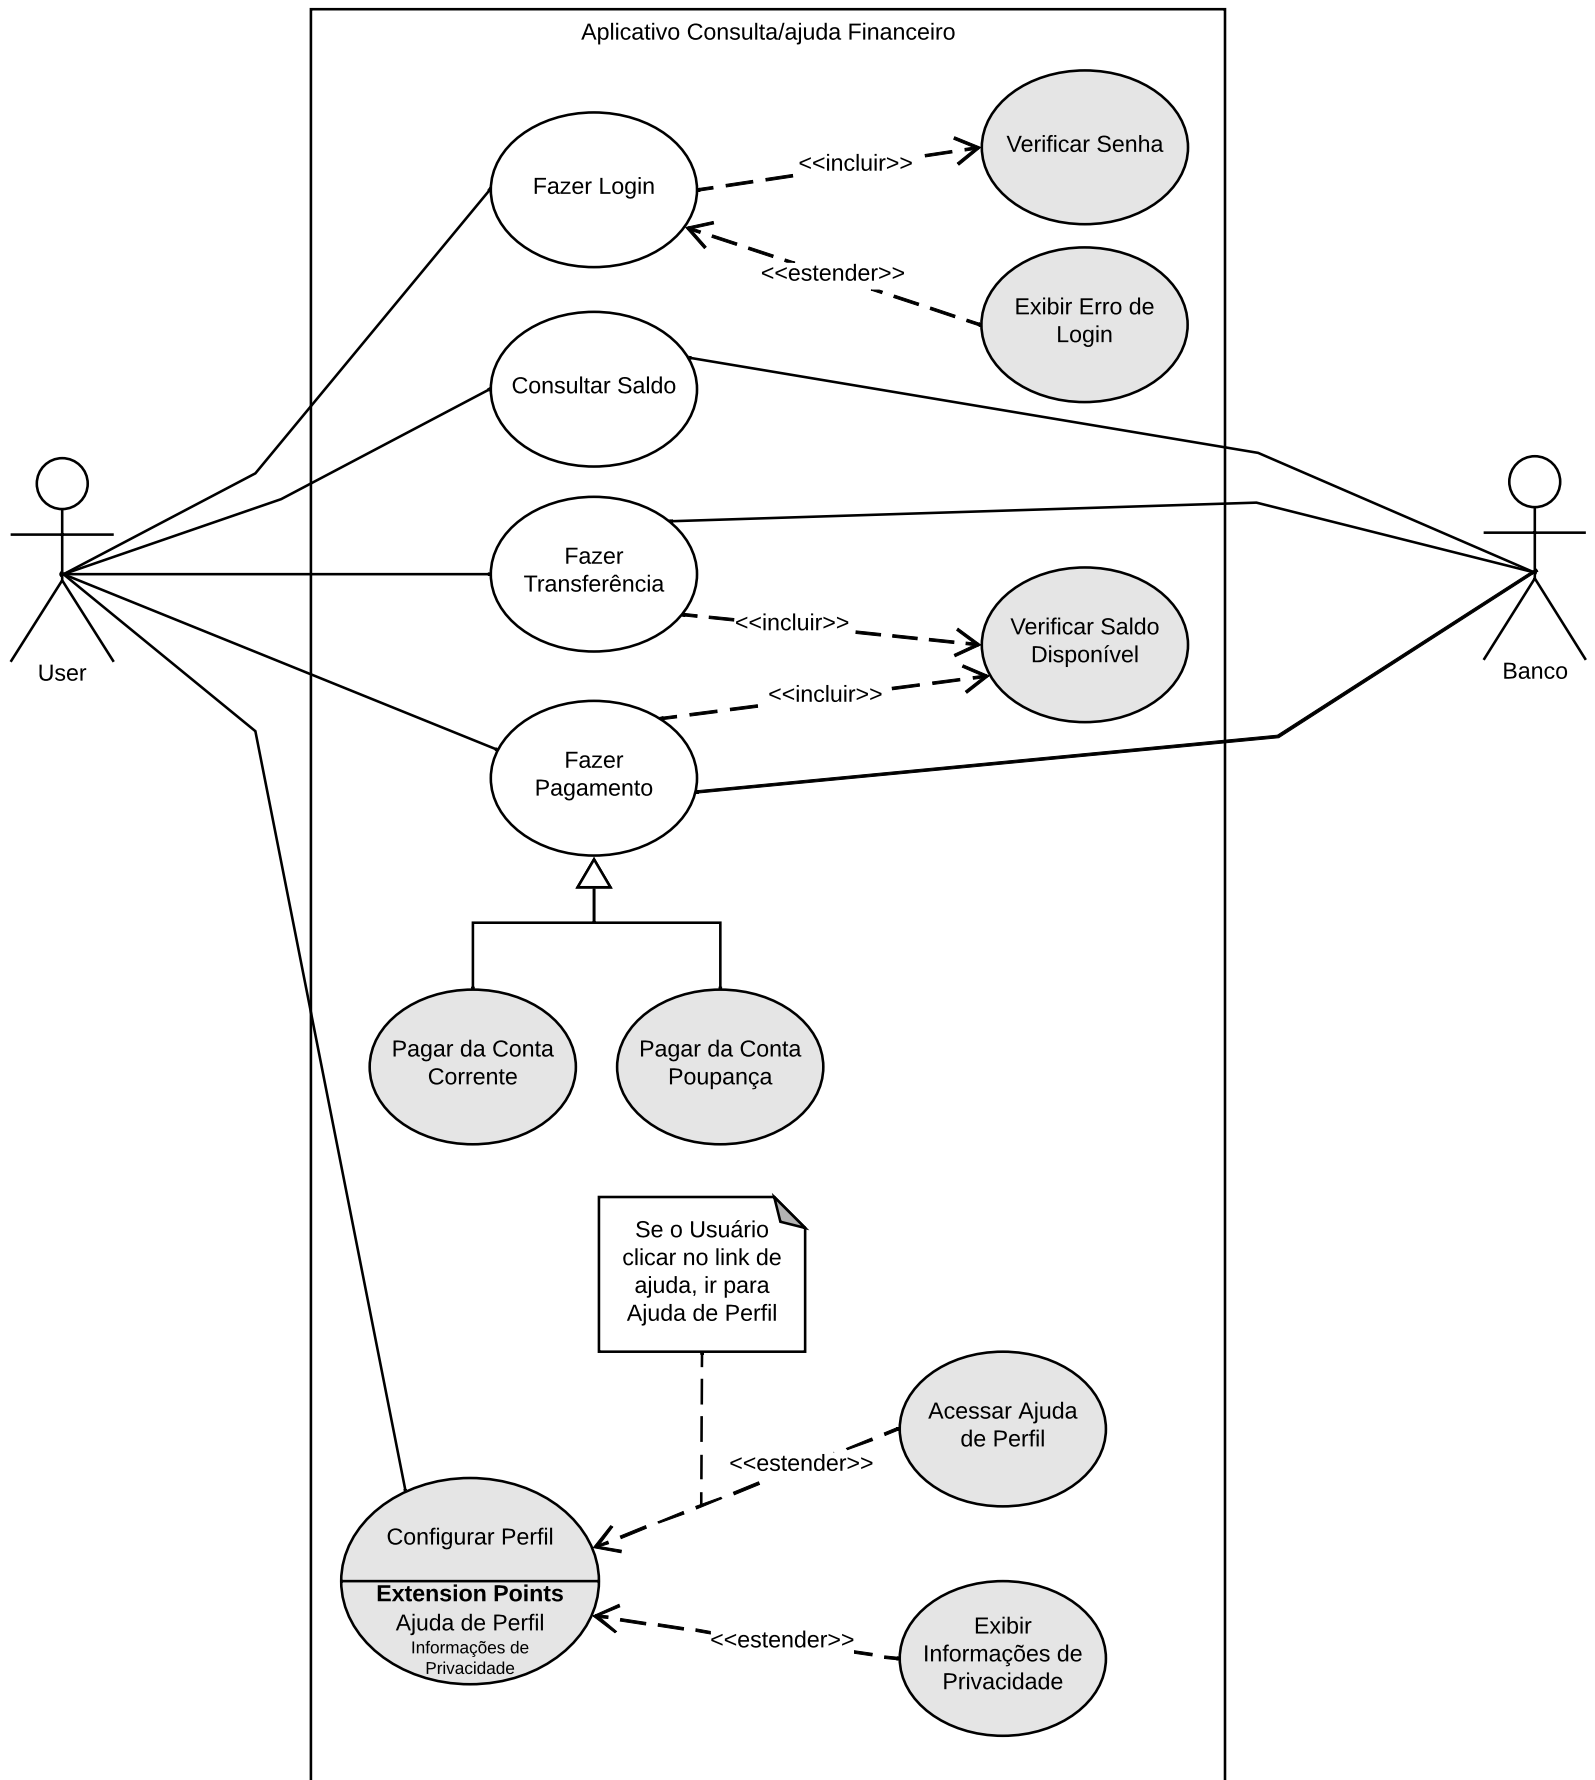 Aplicativo Consulta/ajuda Financeiro
Verificar Senha
<<incluir>>
Fazer Login
<<estender>>
Exibir Erro de
Login
Consultar Saldo
Fazer
Transferência
<<incluir>>
Verificar Saldo
Disponível
User
Banco
<<incluir>>
Fazer
Pagamento
Pagar da Conta
Corrente
Pagar da Conta
Poupança
Se o Usuário
clicar no link de
ajuda, ir para
Ajuda de Perfil
Acessar Ajuda
de Perfil
<<estender>>
Configurar Perfil
Extension Points
Ajuda de Perfil
Informações de
Privacidade
<<estender>>
Exibir
Informações de
Privacidade